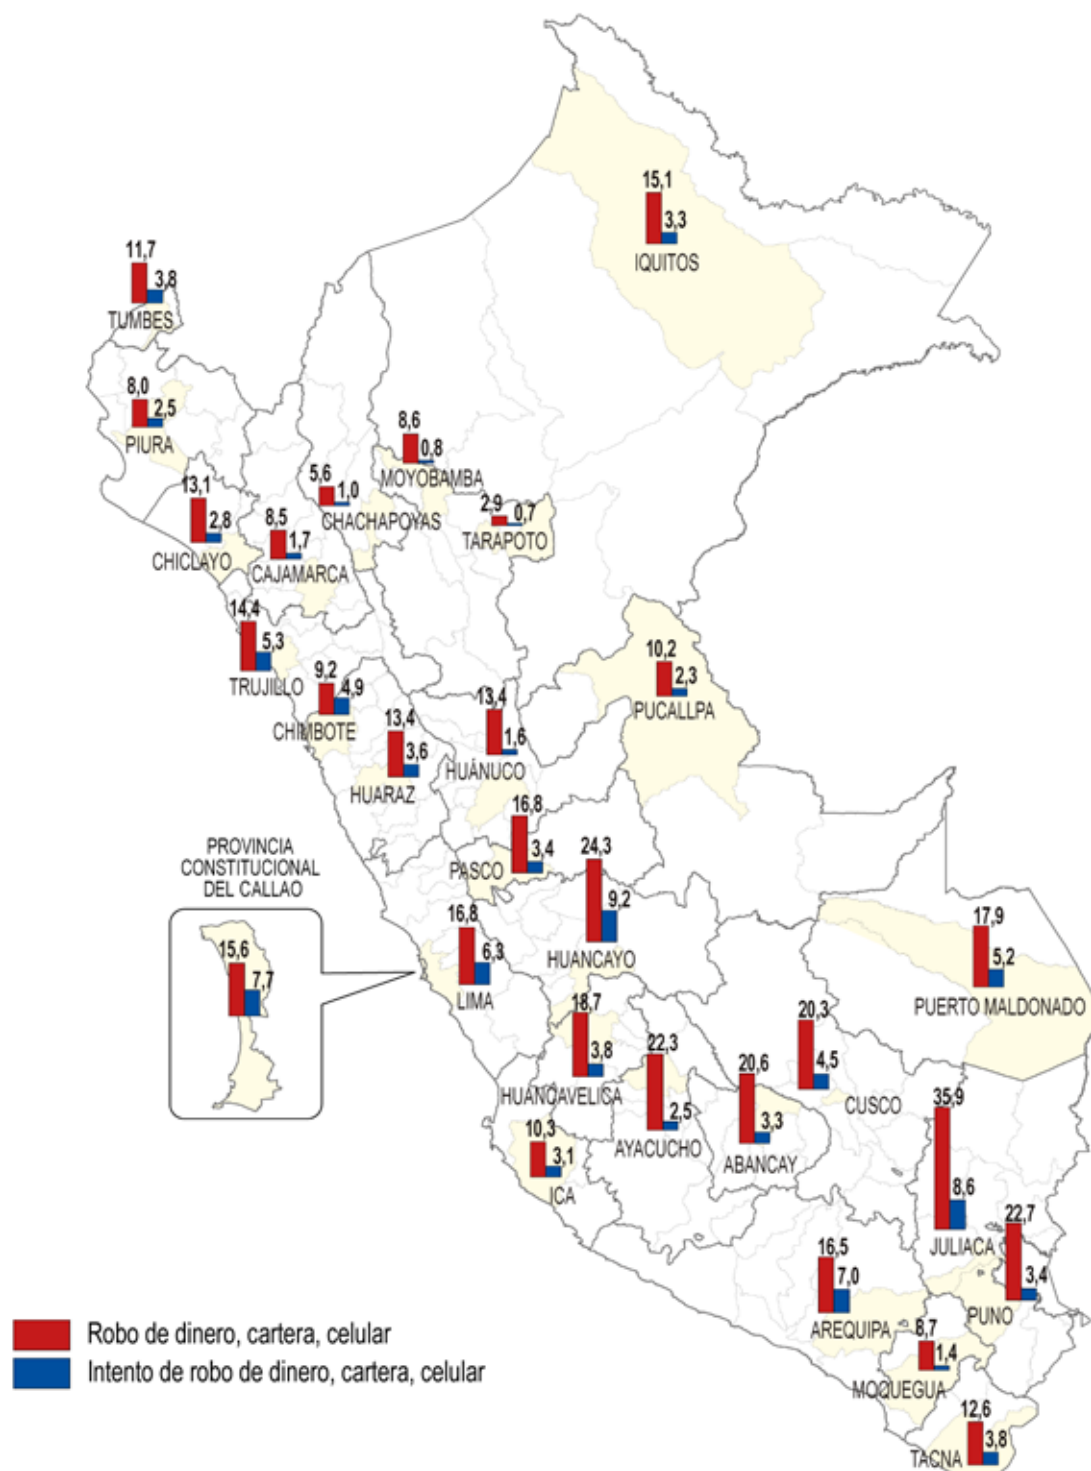 15,1
3,3
IQUITOS
11,7
3,8
TUMBES
8,0
2,5
PIURA
8,6
0,8
MOYOBAMBA
5,6
1,0
CHACHAPOYAS
2,9
0,7
TARAPOTO
13,1
2,8
CHICLAYO
8,5
1,7
CAJAMARCA
14,4
5,3
TRUJILLO
9,2
4,9
CHIMBOTE
13,4
3,6
HUARAZ
13,4
1,6
HUÁNUCO
10,2
2,3
PUCALLPA
16,8
3,4
PASCO
24,3
9,2
HUANCAYO
PROVINCIA
CONSTITUCIONAL
DEL CALLAO
15,6
7,7
16,8
6,3
LIMA
17,9
5,2
PUERTO MALDONADO
18,7
3,8
HUANCAVELICA
22,3
2,5
AYACUCHO
20,6
3,3
ABANCAY
20,3
4,5
CUSCO
10,3
3,1
ICA
35,9
8,6
JULIACA
22,7
3,4
PUNO
16,5
7,0
AREQUIPA
8,7
1,4
MOQUEGUA
12,6
3,8
TACNA
Robo de dinero, cartera, celular
Intento de robo de dinero, cartera, celular